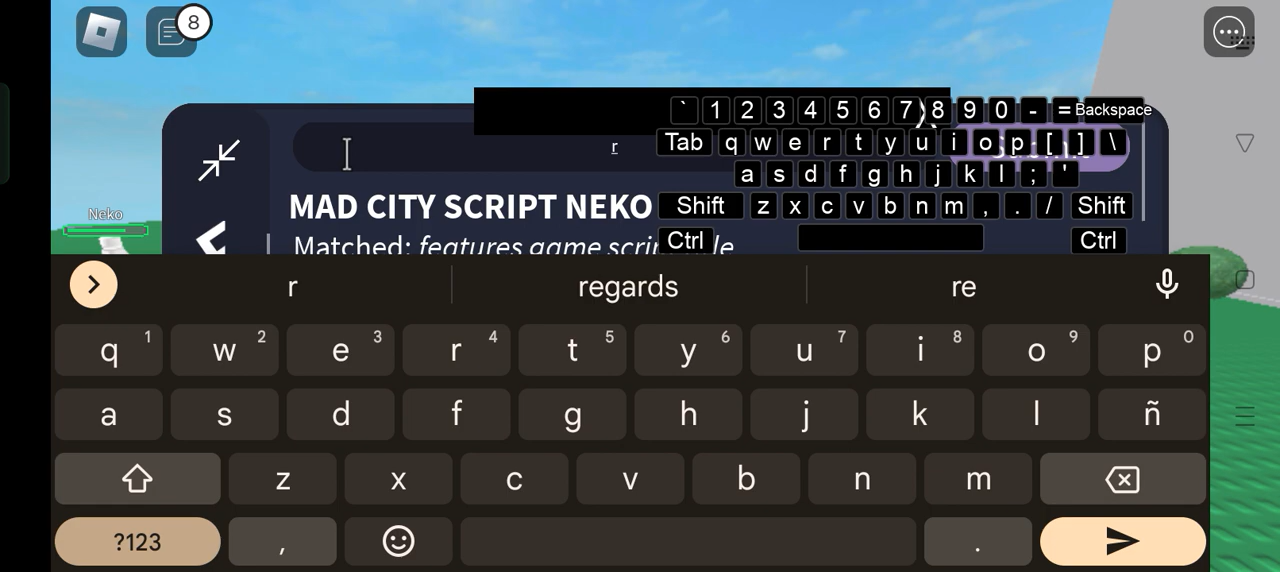 8
` 1 2 3 4 5 6 7 8 9 0 - = Backspace
Tab q w e r t y u i o p [ ] \
r
a s d f g h j k l ; '
MAD CITY SCRIPT NEKO
Shift z x c v b n m , . / Shift
Neko
Matched: features game
Ctrl Ctrl
r regards re
q 1 w 2 e 3 r 4 t 5 y 6 u 7 i 8 o 9 p 0
a s d f g h j k l ñ
z x c v b n m
?123 , .